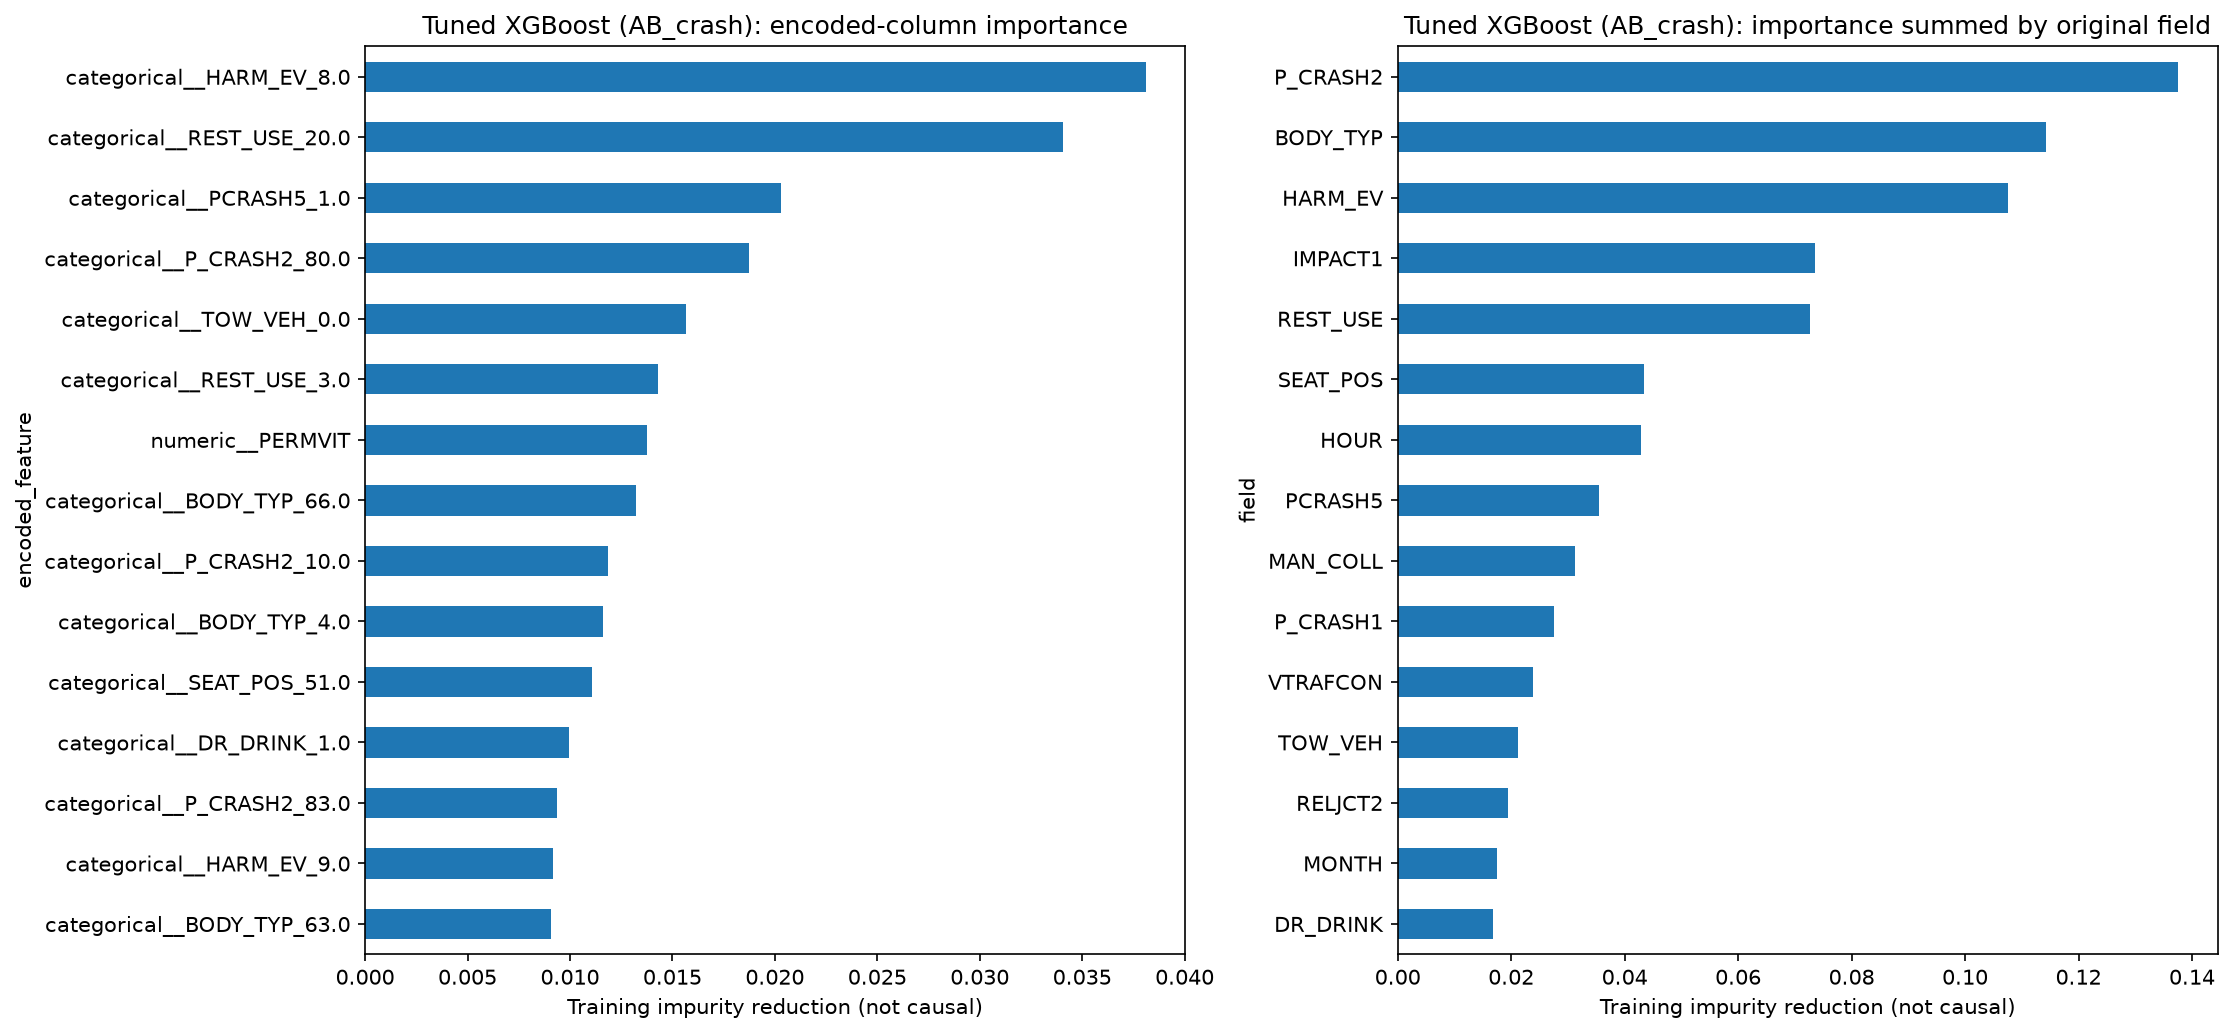 Tuned XGBoost (AB_crash): encoded-column importance
encoded_feature
categorical__HARM_EV_8.0
categorical__REST_USE_20.0
categorical__PCRASH5_1.0
categorical__P_CRASH2_80.0
categorical__TOW_VEH_0.0
categorical__REST_USE_3.0
numeric__PERMVIT
categorical__BODY_TYP_66.0
categorical__P_CRASH2_10.0
categorical__BODY_TYP_4.0
categorical__SEAT_POS_51.0
categorical__DR_DRINK_1.0
categorical__P_CRASH2_83.0
categorical__HARM_EV_9.0
categorical__BODY_TYP_63.0
0.000 0.005 0.010 0.015 0.020 0.025 0.030 0.035 0.040
Training impurity reduction (not causal)
Tuned XGBoost (AB_crash): importance summed by original field
field
P_CRASH2
BODY_TYP
HARM_EV
IMPACT1
REST_USE
SEAT_POS
HOUR
PCRASH5
MAN_COLL
P_CRASH1
VTRAFCON
TOW_VEH
RELJCT2
MONTH
DR_DRINK
0.00 0.02 0.04 0.06 0.08 0.10 0.12 0.14
Training impurity reduction (not causal)